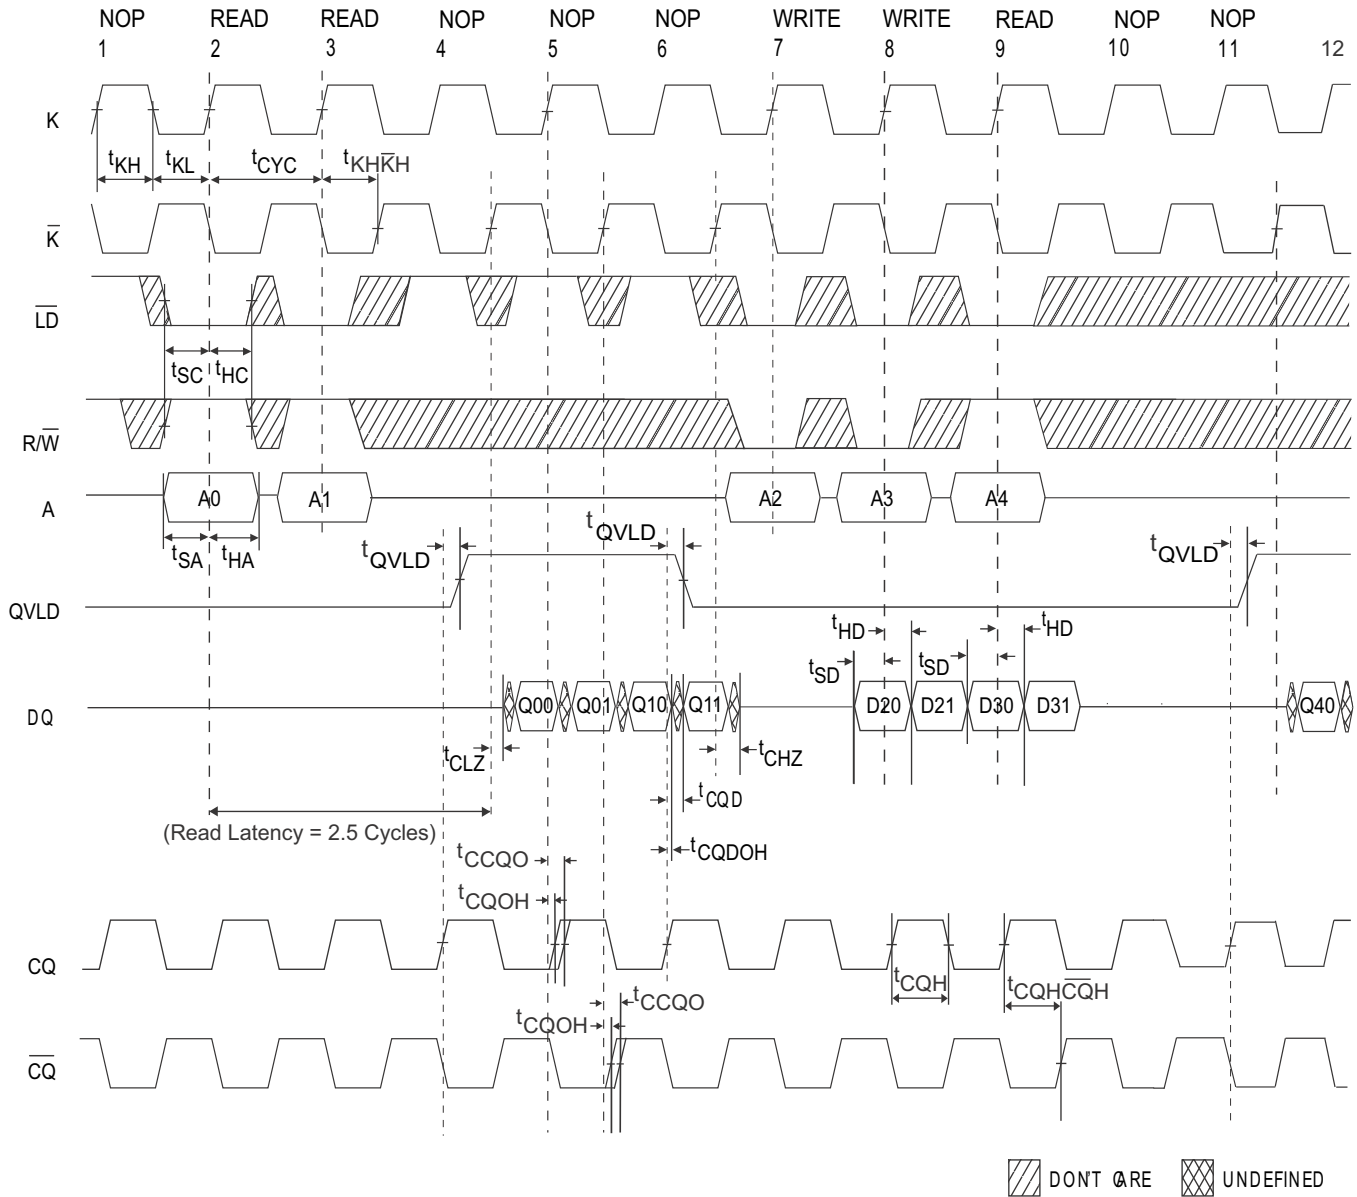 NOP READ READ NOP NOP NOP WRITE WRITE READ NOP NOP
1 2 3 4 5 6 7 8 9 10 11 12
K
tKH tKL tCYC tKHK̅H
K̅
L̅D̅
tSC tHC
R/W̅
A A0 A1 A2 A3 A4
tSA tHA tQVLD tQVLD tQVLD
QVLD
tHD tHD
tSD tSD
DQ Q00 Q01 Q10 Q11 D20 D21 D30 D31 Q40
tCLZ tCHZ
tCQD
(Read Latency = 2.5 Cycles)
tCQDOH
tCCQO
tCQOH
CQ
tCQH tCQHC̅Q̅H
tCCQO
tCQOH
C̅Q̅
DON'T CARE UNDEFINED